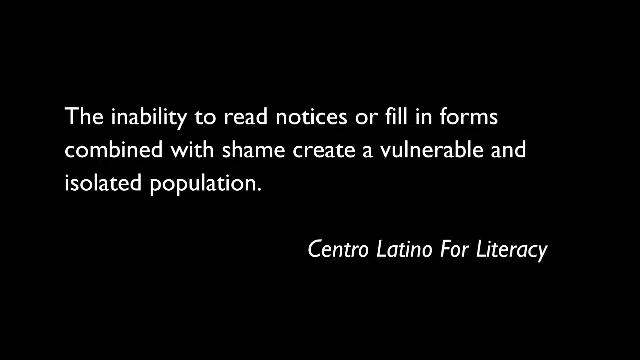 The inability to read notices or fill in forms
combined with shame create a vulnerable and
isolated population.
Centro Latino For Literacy